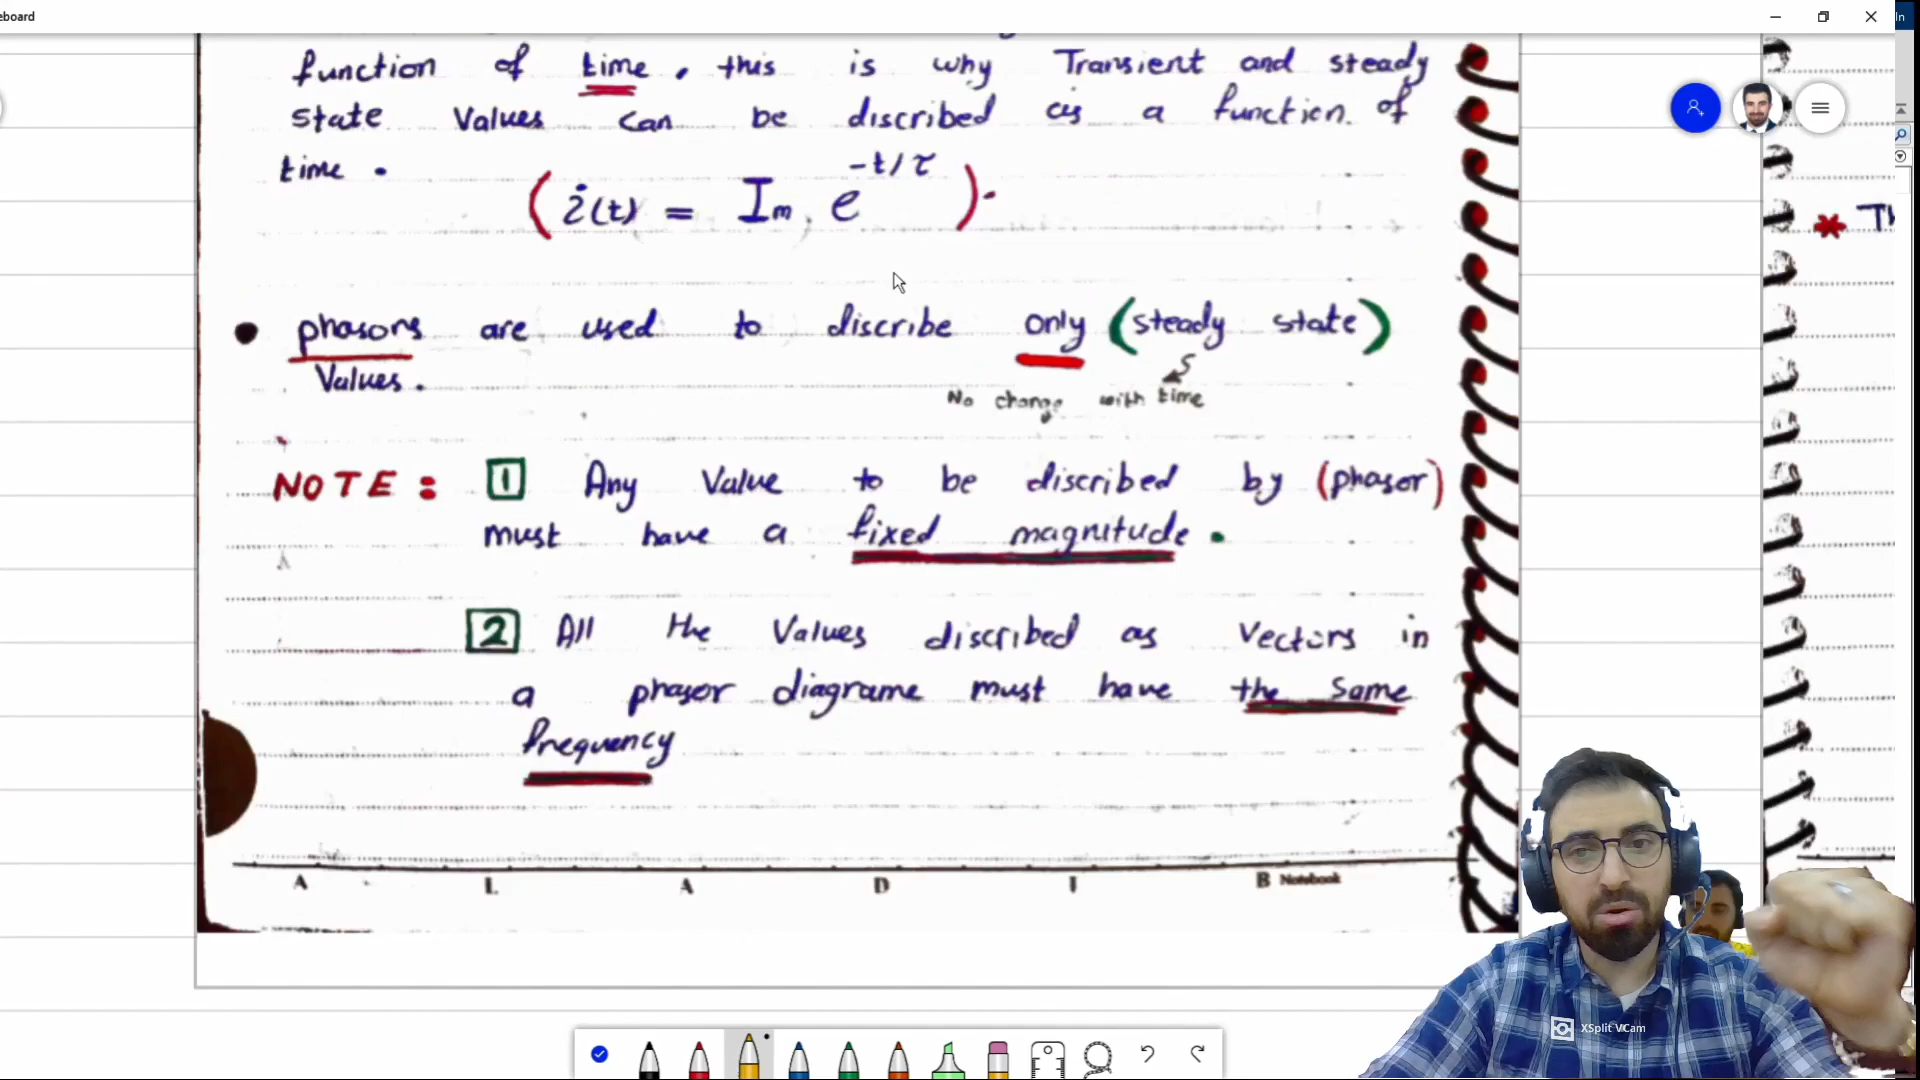 eboard
In
function of time, this is why Transient and steady
state Values can be discribed as a function of
time.
(i(t) = Im e^-t/τ).
* Th
phasors are used to discribe only (steady state)
Values.
No change with time
NOTE: 1 Any Value to be discribed by (phasor)
must have a fixed magnitude.
2 All the Values discribed as Vectors in
a phasor diagrame must have the same
frequency
A L A D I B Notebook
XSplit VCam